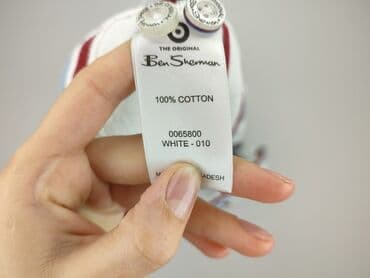 THE ORIGINAL
Ben Sherman
100% COTTON
0065800
WHITE - 010